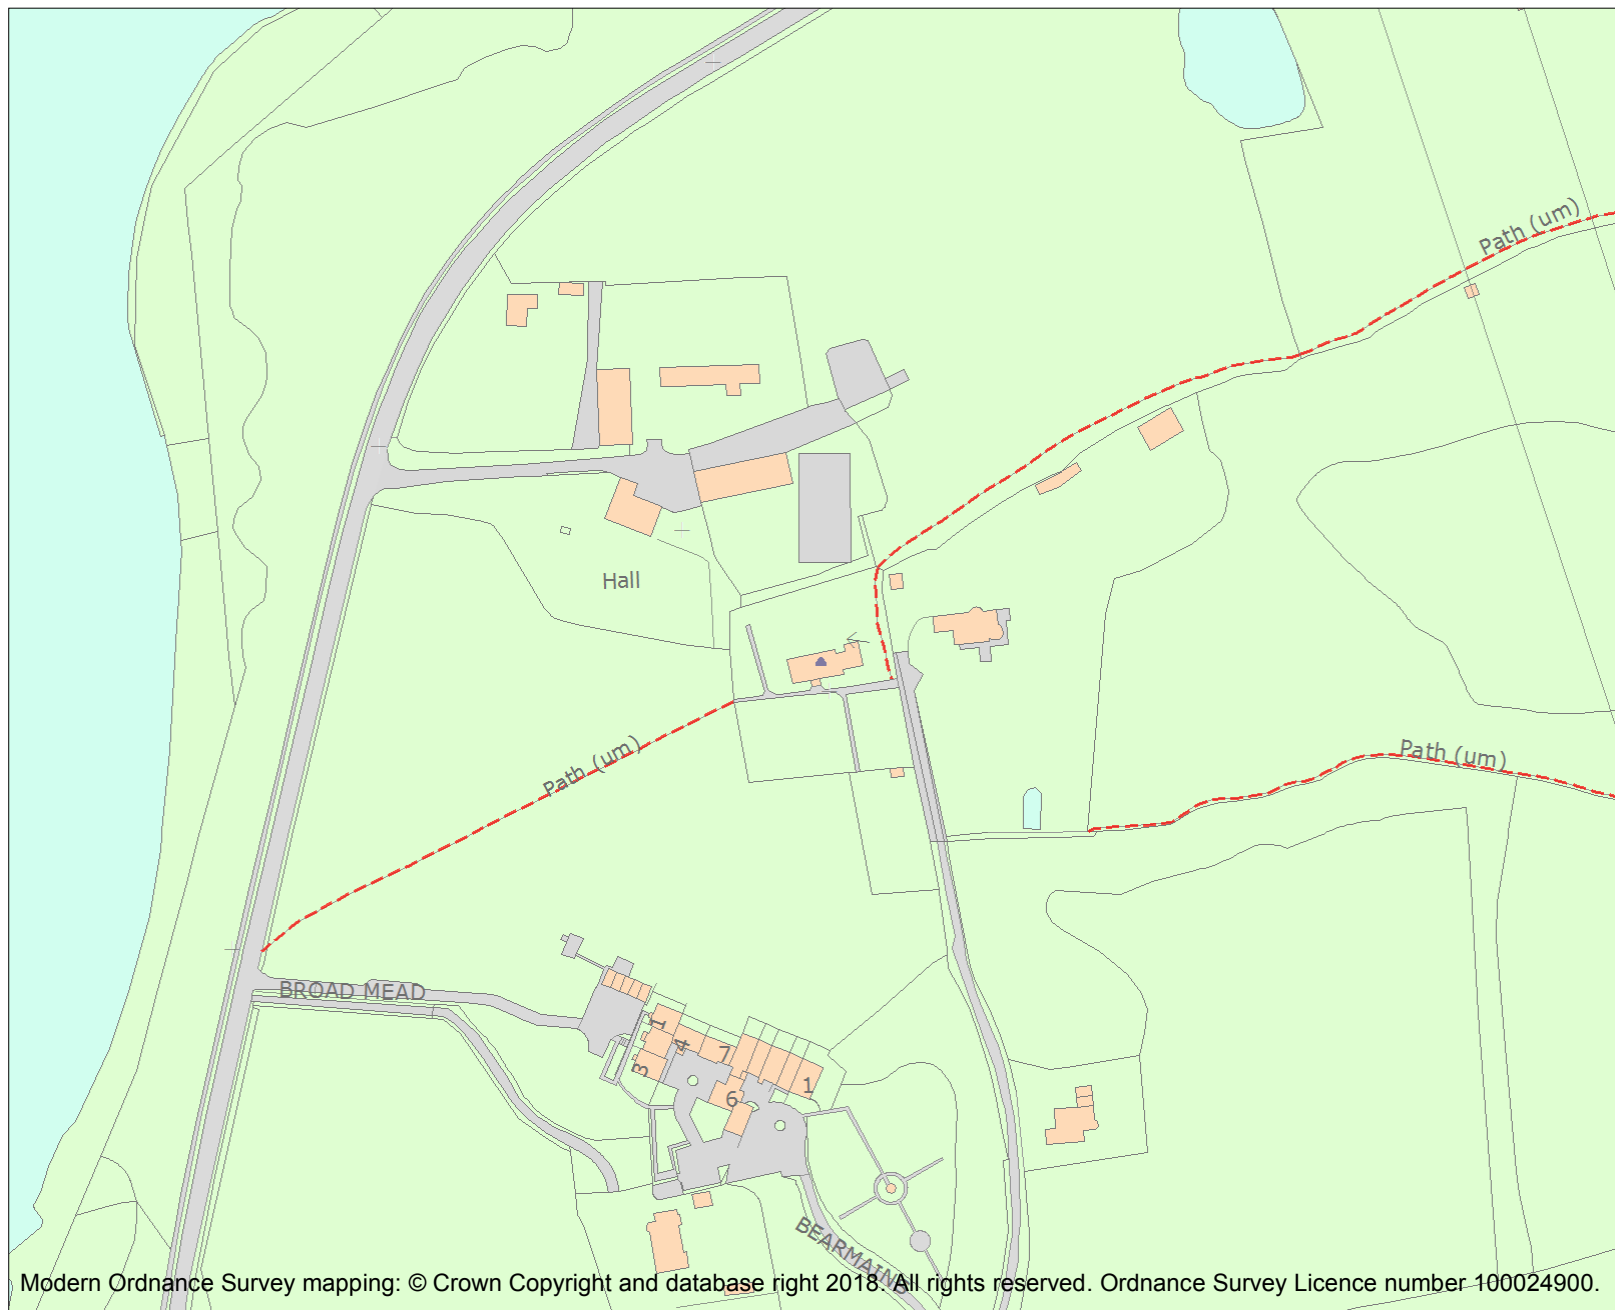 Path (um)
Hall
Path (um)
Path (um)
BROAD MEAD
1
4
3
7
6
1
BEARMAINS
Modern Ordnance Survey mapping: © Crown Copyright and database right 2018. All rights reserved. Ordnance Survey Licence number 100024900.